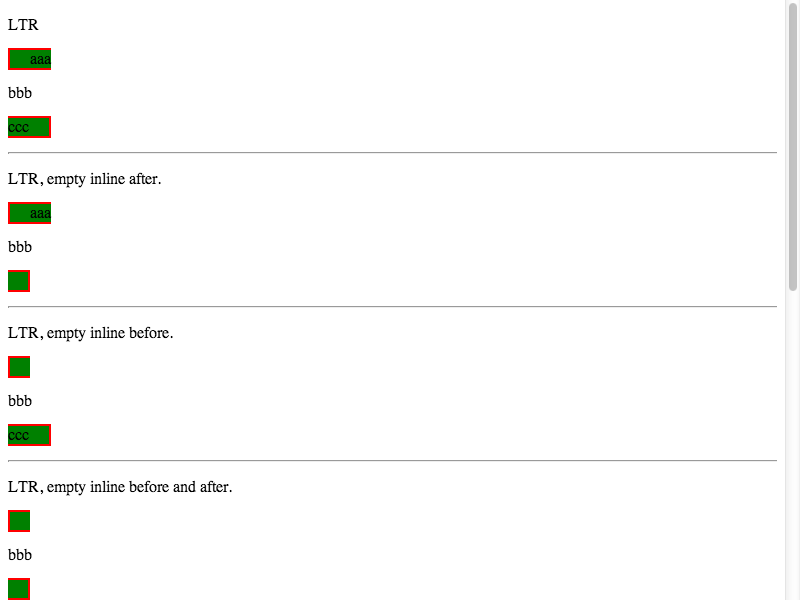 LTR
aaa
bbb
ccc
LTR, empty inline after.
aaa
bbb
LTR, empty inline before.
bbb
ccc
LTR, empty inline before and after.
bbb